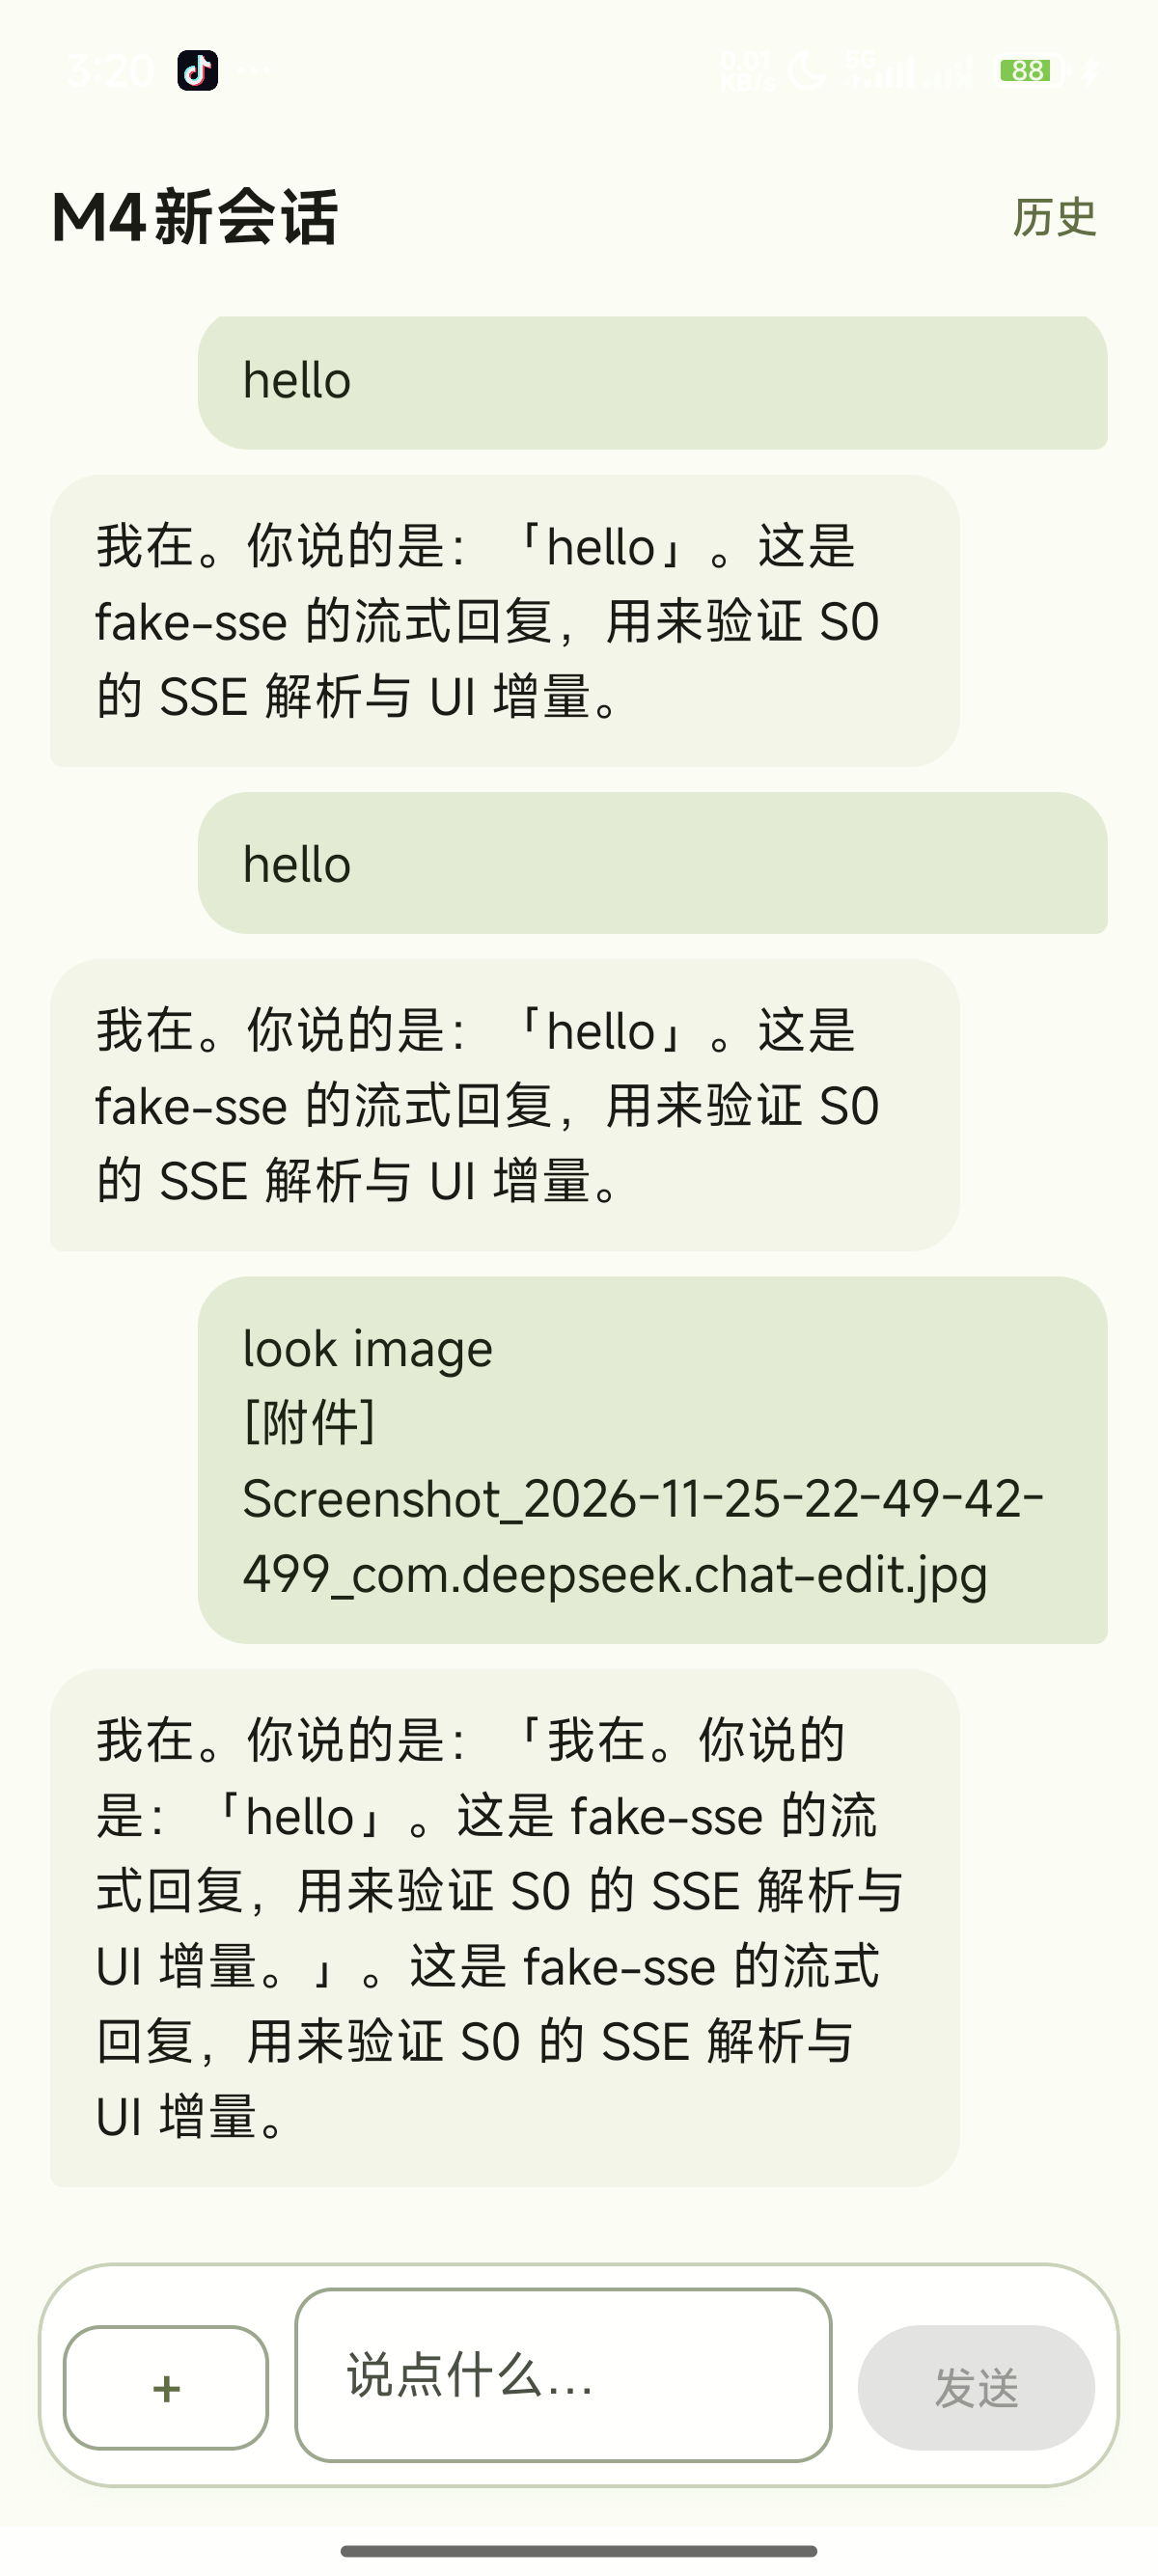 3:20
0.01
KB/s
5G
88
M4新会话
历史
hello
我在。你说的是：「hello」。这是
fake-sse 的流式回复，用来验证 S0
的 SSE 解析与 UI 增量。
hello
我在。你说的是：「hello」。这是
fake-sse 的流式回复，用来验证 S0
的 SSE 解析与 UI 增量。
look image
[附件]
Screenshot_2026-11-25-22-49-42-
499_com.deepseek.chat-edit.jpg
我在。你说的是：「我在。你说的
是：「hello」。这是 fake-sse 的流
式回复，用来验证 S0 的 SSE 解析与
UI 增量。」。这是 fake-sse 的流式
回复，用来验证 S0 的 SSE 解析与
UI 增量。
+
说点什么...
发送